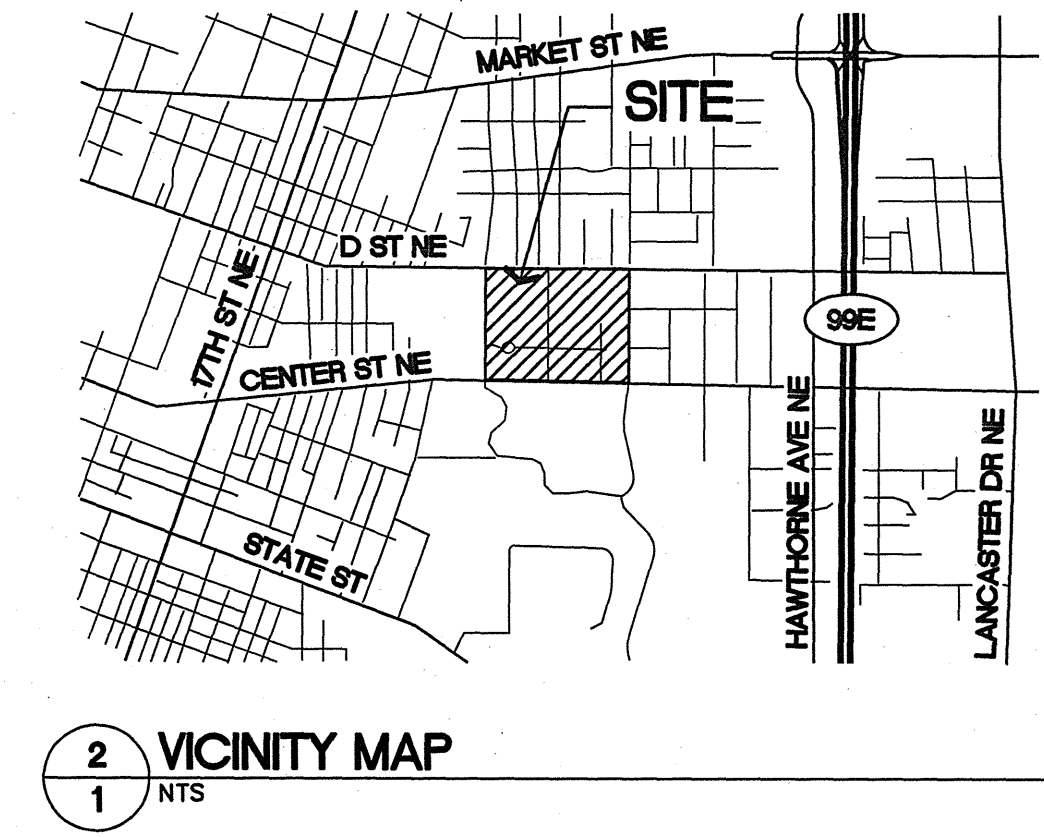 MARKET ST NE
SITE
D ST NE
17TH ST NE
99E
CENTER ST NE
HAWTHORNE AVE NE
LANCASTER DR NE
STATE ST
2
1
VICINITY MAP
NTS